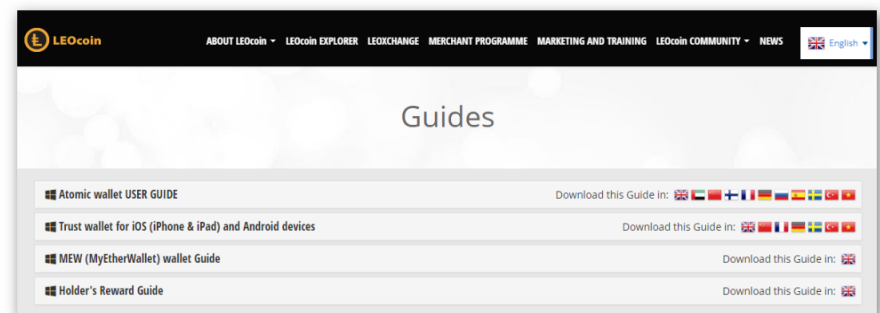 LEOcoin ABOUT LEOcoin LEOcoin EXPLORER LEOXCHANGE MERCHANT PROGRAMME MARKETING AND TRAINING LEOcoin COMMUNITY NEWS English
Guides
Atomic wallet USER GUIDE Download this Guide in:
Trust wallet for iOS (iPhone & iPad) and Android devices Download this Guide in:
MEW (MyEtherWallet) wallet Guide Download this Guide in:
Holder's Reward Guide Download this Guide in: